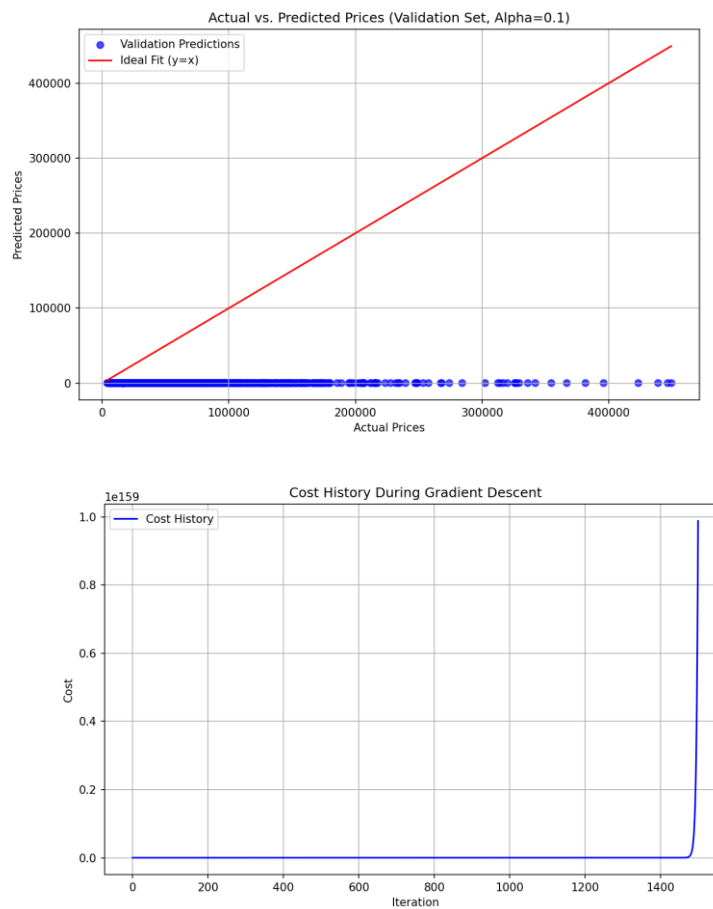 Actual vs. Predicted Prices (Validation Set, Alpha=0.1)
Validation Predictions
Ideal Fit (y=x)
400000
300000
200000
100000
0
Predicted Prices
0 100000 200000 300000 400000
Actual Prices
Cost History During Gradient Descent
1e159
Cost History
1.0
0.8
0.6
0.4
0.2
0.0
Cost
0 200 400 600 800 1000 1200 1400
Iteration